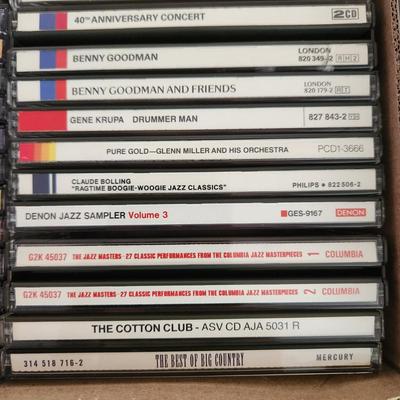 40TH ANNIVERSARY CONCERT 2CD
BENNY GOODMAN LONDON 820 349-2 RH2
BENNY GOODMAN AND FRIENDS LONDON 820 179-2 R1
GENE KRUPA DRUMMER MAN 827 843-2
PURE GOLD—GLENN MILLER AND HIS ORCHESTRA PCD1-3666
CLAUDE BOLLING
"RAGTIME BOOGIE-WOOGIE JAZZ CLASSICS" PHILIPS • 822 506-2
DENON JAZZ SAMPLER Volume 3 GES-9167 DENON
G2K 45037 THE JAZZ MASTERS - 27 CLASSIC PERFORMANCES FROM THE COLUMBIA JAZZ MASTERPIECES 1 COLUMBIA
G2K 45037 THE JAZZ MASTERS - 27 CLASSIC PERFORMANCES FROM THE COLUMBIA JAZZ MASTERPIECES 2 COLUMBIA
THE COTTON CLUB - ASV CD AJA 5031 R
314 518 716-2 THE BEST OF BIG COUNTRY MERCURY